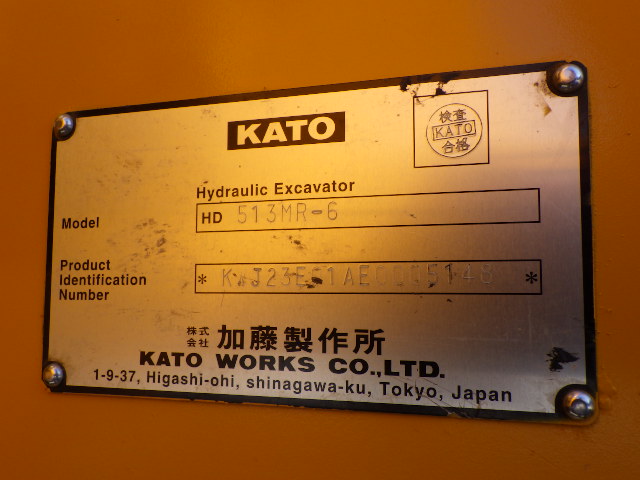 KATO
検査
KATO
合格
Hydraulic Excavator
Model HD 513MR-6
Product
Identification
Number
株式
会社 加藤製作所
KATO WORKS CO.,LTD.
1-9-37, Higashi-ohi, shinagawa-ku, Tokyo, Japan